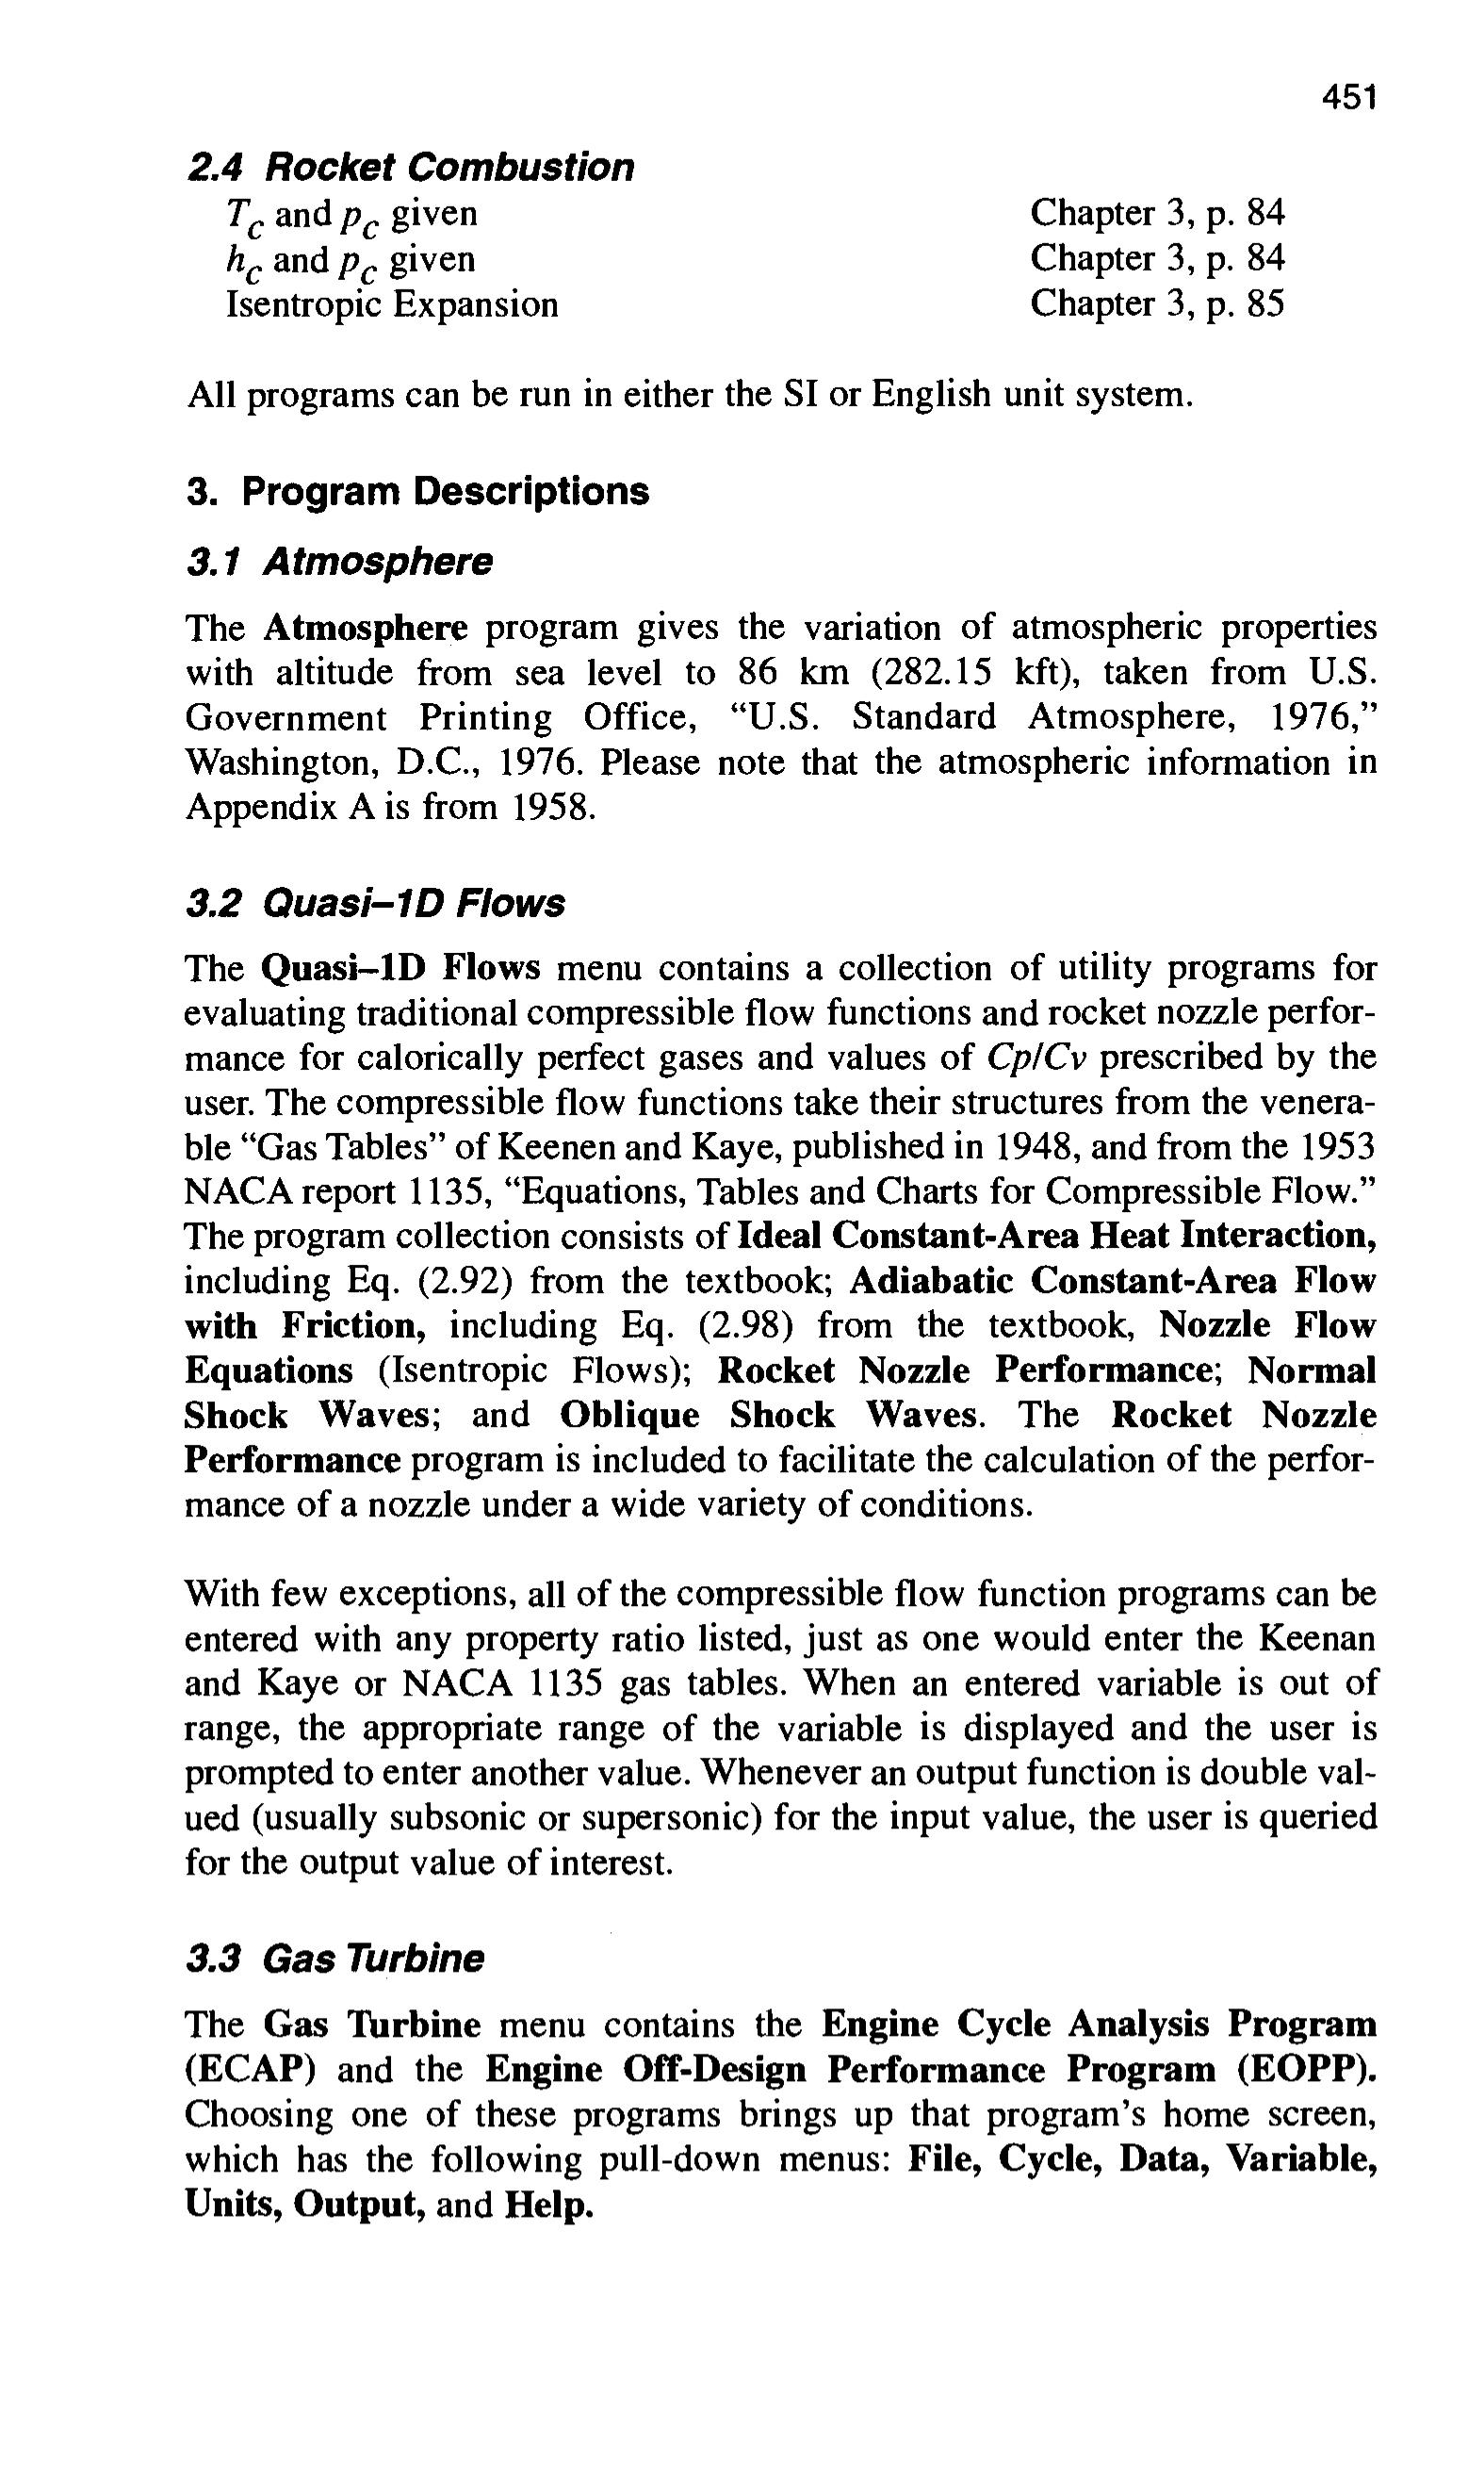 451
2.4 Rocket Combustion
Tc and pc given Chapter 3, p. 84
hc and pc given Chapter 3, p. 84
Isentropic Expansion Chapter 3, p. 85
All programs can be run in either the SI or English unit system.
3. Program Descriptions
3.1 Atmosphere
The Atmosphere program gives the variation of atmospheric properties
with altitude from sea level to 86 km (282.15 kft), taken from U.S.
Government Printing Office, “U.S. Standard Atmosphere, 1976,”
Washington, D.C., 1976. Please note that the atmospheric information in
Appendix A is from 1958.
3.2 Quasi–1D Flows
The Quasi–1D Flows menu contains a collection of utility programs for
evaluating traditional compressible flow functions and rocket nozzle perfor-
mance for calorically perfect gases and values of Cp/Cv prescribed by the
user. The compressible flow functions take their structures from the venera-
ble “Gas Tables” of Keenen and Kaye, published in 1948, and from the 1953
NACA report 1135, “Equations, Tables and Charts for Compressible Flow.”
The program collection consists of Ideal Constant-Area Heat Interaction,
including Eq. (2.92) from the textbook; Adiabatic Constant-Area Flow
with Friction, including Eq. (2.98) from the textbook, Nozzle Flow
Equations (Isentropic Flows); Rocket Nozzle Performance; Normal
Shock Waves; and Oblique Shock Waves. The Rocket Nozzle
Performance program is included to facilitate the calculation of the perfor-
mance of a nozzle under a wide variety of conditions.
With few exceptions, all of the compressible flow function programs can be
entered with any property ratio listed, just as one would enter the Keenan
and Kaye or NACA 1135 gas tables. When an entered variable is out of
range, the appropriate range of the variable is displayed and the user is
prompted to enter another value. Whenever an output function is double val-
ued (usually subsonic or supersonic) for the input value, the user is queried
for the output value of interest.
3.3 Gas Turbine
The Gas Turbine menu contains the Engine Cycle Analysis Program
(ECAP) and the Engine Off-Design Performance Program (EOPP).
Choosing one of these programs brings up that program’s home screen,
which has the following pull-down menus: File, Cycle, Data, Variable,
Units, Output, and Help.